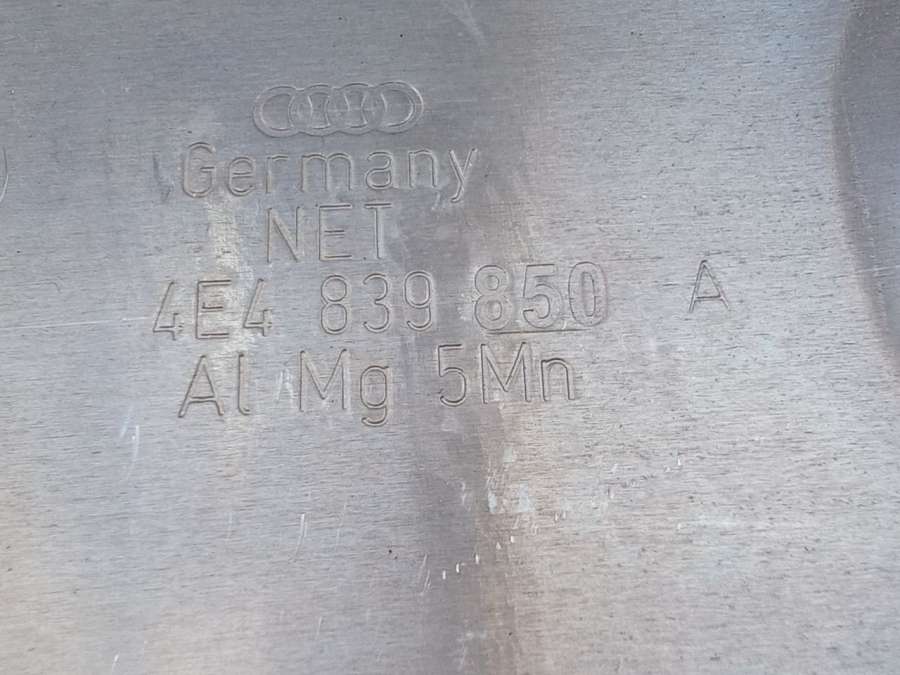 Germany
NET
4E4 839 850 A
Al Mg 5Mn